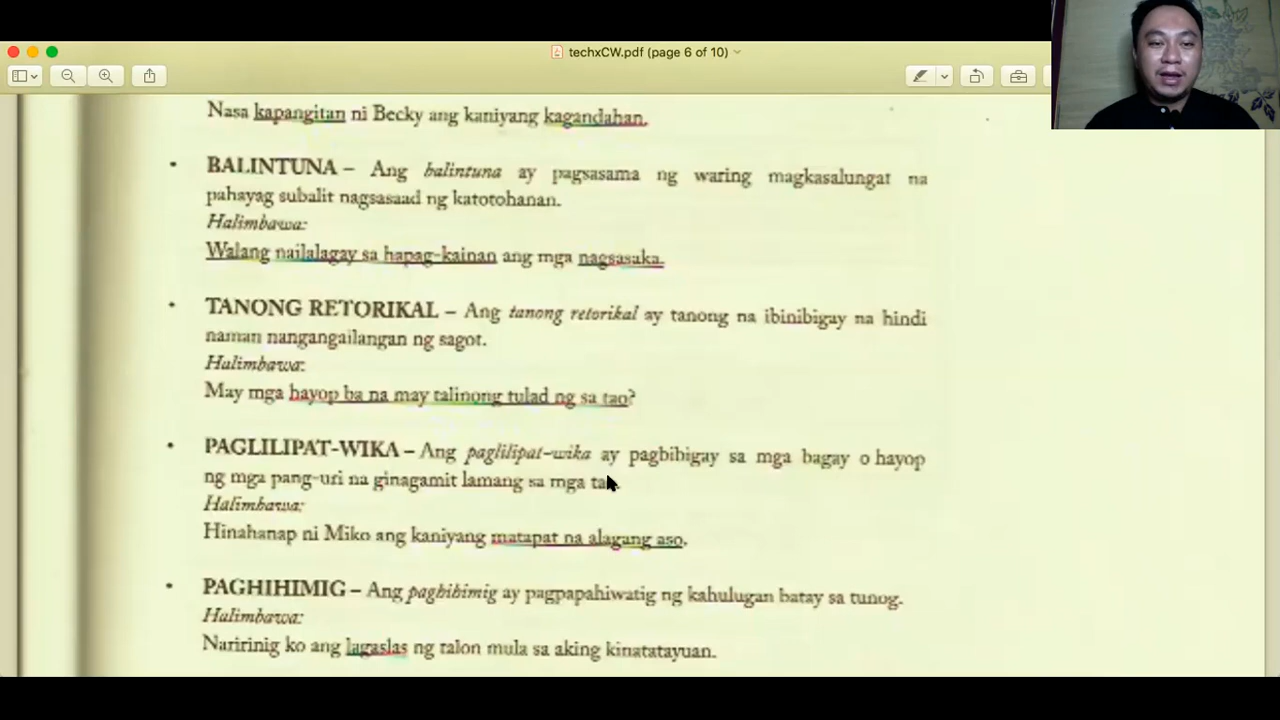 techxCW.pdf (page 6 of 10)
Nasa kapangitan ni Becky ang kaniyang kagandahan.
• BALINTUNA – Ang balintuna ay pagsasama ng waring magkasalungat na
pahayag subalit nagsasaad ng katotohanan.
Halimbawa:
Walang nailalagay sa hapag-kainan ang mga nagsasaka.
• TANONG RETORIKAL – Ang tanong retorikal ay tanong na ibinibigay na hindi
naman nangangailangan ng sagot.
Halimbawa:
May mga hayop ba na may talinong tulad ng sa tao?
• PAGLILIPAT-WIKA – Ang paglilipat-wika ay pagbibigay sa mga bagay o hayop
ng mga pang-uri na ginagamit lamang sa mga
Halimbawa:
Hinahanap ni Miko ang kaniyang matapat na alagang aso.
• PAGHIHIMIG – Ang paghihimig ay pagpapahiwatig ng kahulugan batay sa tunog.
Halimbawa:
Naririnig ko ang lagaslas ng talon mula sa aking kinatatayuan.